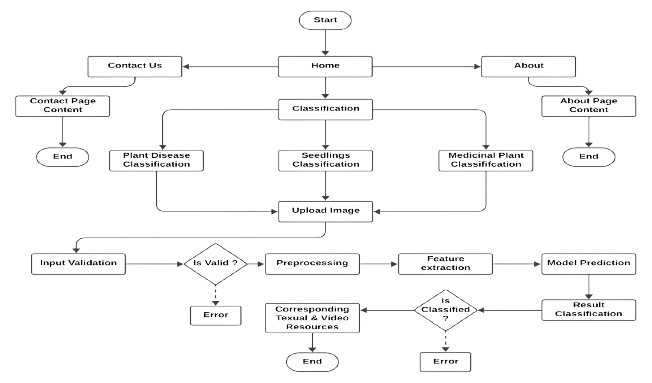 Start
Contact Us
Home
About
Contact Page
Content
Classification
About Page
Content
End
Plant Disease
Classification
Seedlings
Classification
Medicinal Plant
Classififcation
End
Upload Image
Input Validation
Is Valid ?
Preprocessing
Feature
extraction
Model Prediction
Error
Corresponding
Texual & Video
Resources
Is
Classified
?
Result
Classification
End
Error